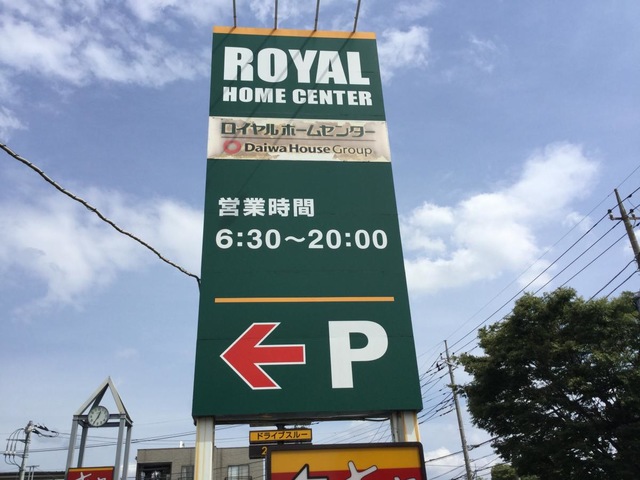 ROYAL
HOME CENTER
ロイヤルホームセンター
Daiwa House Group
営業時間
6:30～20:00
P
ドライブスルー